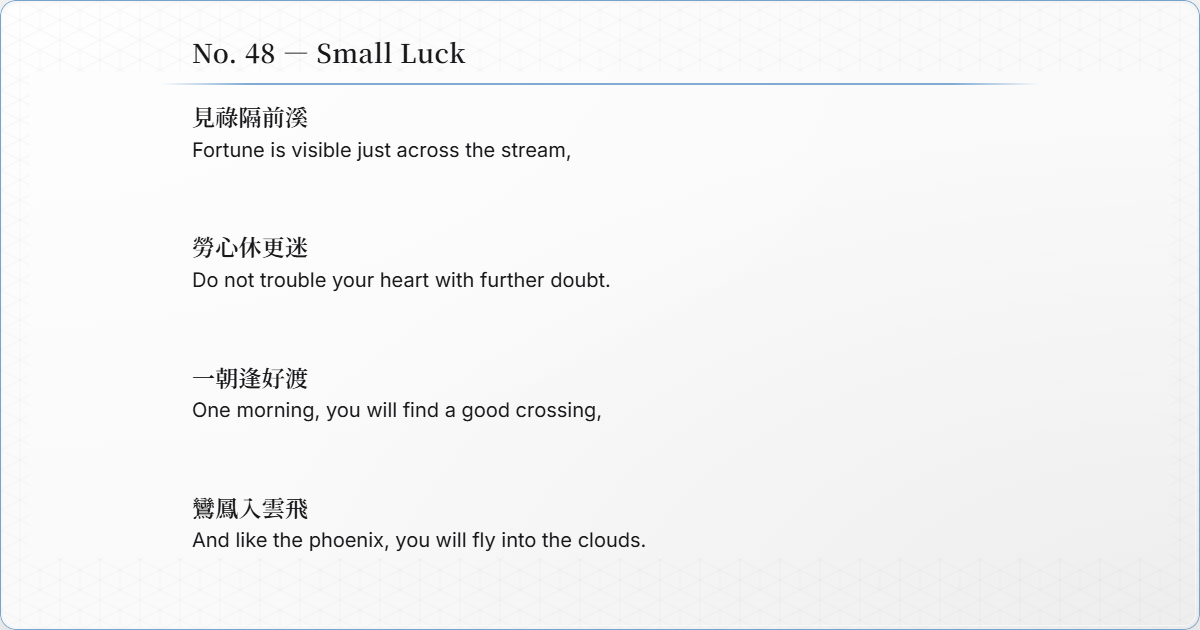 No. 48 — Small Luck
見祿隔前溪
Fortune is visible just across the stream,
勞心休更迷
Do not trouble your heart with further doubt.
一朝逢好渡
One morning, you will find a good crossing,
鸞鳳入雲飛
And like the phoenix, you will fly into the clouds.